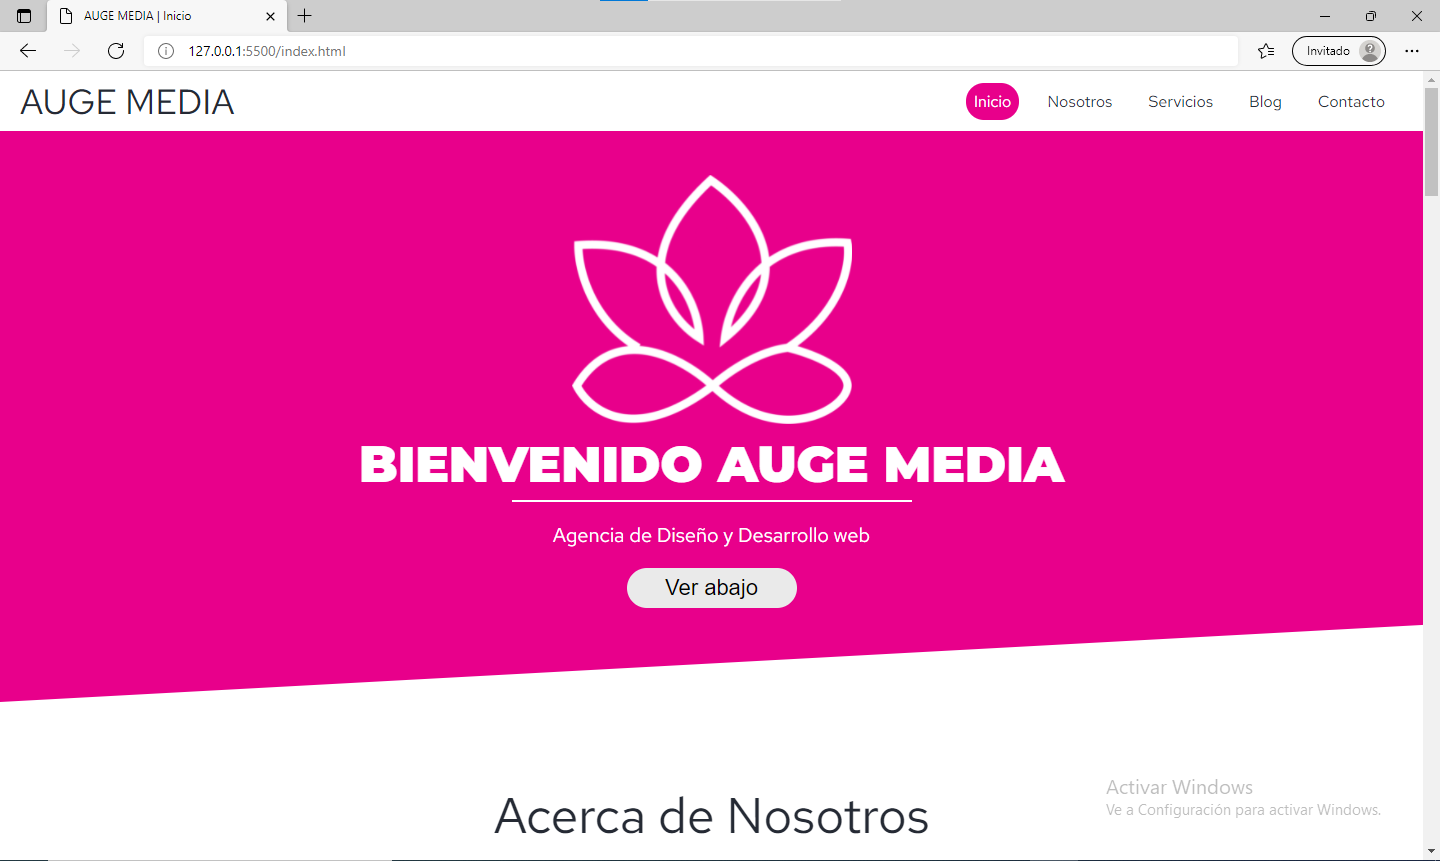 AUGE MEDIA | Inicio
127.0.0.1:5500/index.html
Invitado
AUGE MEDIA
Inicio Nosotros Servicios Blog Contacto
BIENVENIDO AUGE MEDIA
Agencia de Diseño y Desarrollo web
Ver abajo
Acerca de Nosotros
Activar Windows
Ve a Configuración para activar Windows.